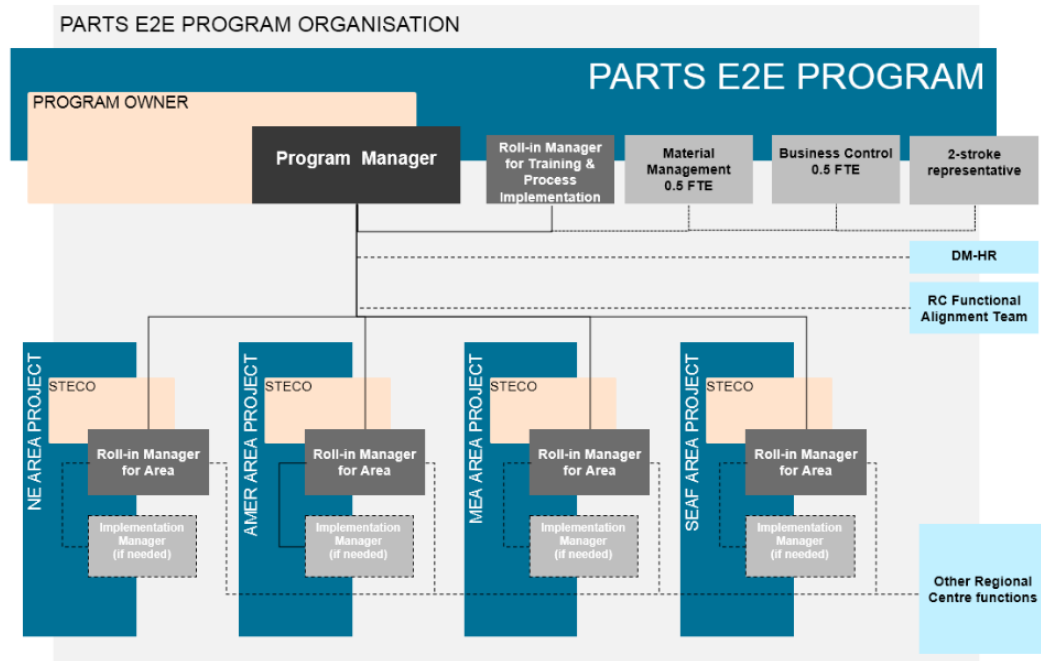 PARTS E2E PROGRAM ORGANISATION
PARTS E2E PROGRAM
PROGRAM OWNER
Program Manager
Roll-in Manager
for Training &
Process
Implementation
Material
Management
0.5 FTE
Business Control
0.5 FTE
2-stroke
representative
DM-HR
RC Functional
Alignment Team
NE AREA PROJECT
STECO
Roll-in Manager
for Area
Implementation
Manager
(if needed)
AMER AREA PROJECT
STECO
Roll-in Manager
for Area
Implementation
Manager
(if needed)
MEA AREA PROJECT
STECO
Roll-in Manager
for Area
Implementation
Manager
(if needed)
SEAF AREA PROJECT
STECO
Roll-in Manager
for Area
Implementation
Manager
(if needed)
Other Regional
Centre functions